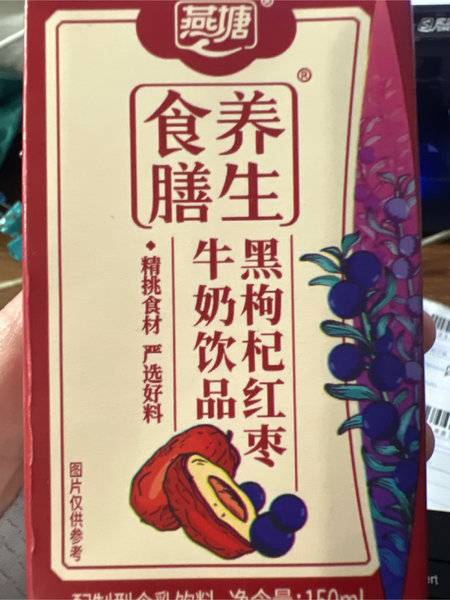 燕塘
®
养生
食膳
®
黑枸杞红枣
牛奶饮品
• 精挑食材 严选好料
图片仅供参考
配制型含乳饮料 净含量:150ml